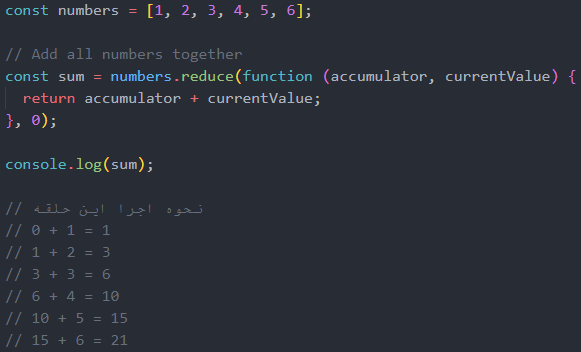 const numbers = [1, 2, 3, 4, 5, 6];
// Add all numbers together
const sum = numbers.reduce(function (accumulator, currentValue) {
  return accumulator + currentValue;
}, 0);
console.log(sum);
// نحوه اجرا این حلقه
// 0 + 1 = 1
// 1 + 2 = 3
// 3 + 3 = 6
// 6 + 4 = 10
// 10 + 5 = 15
// 15 + 6 = 21